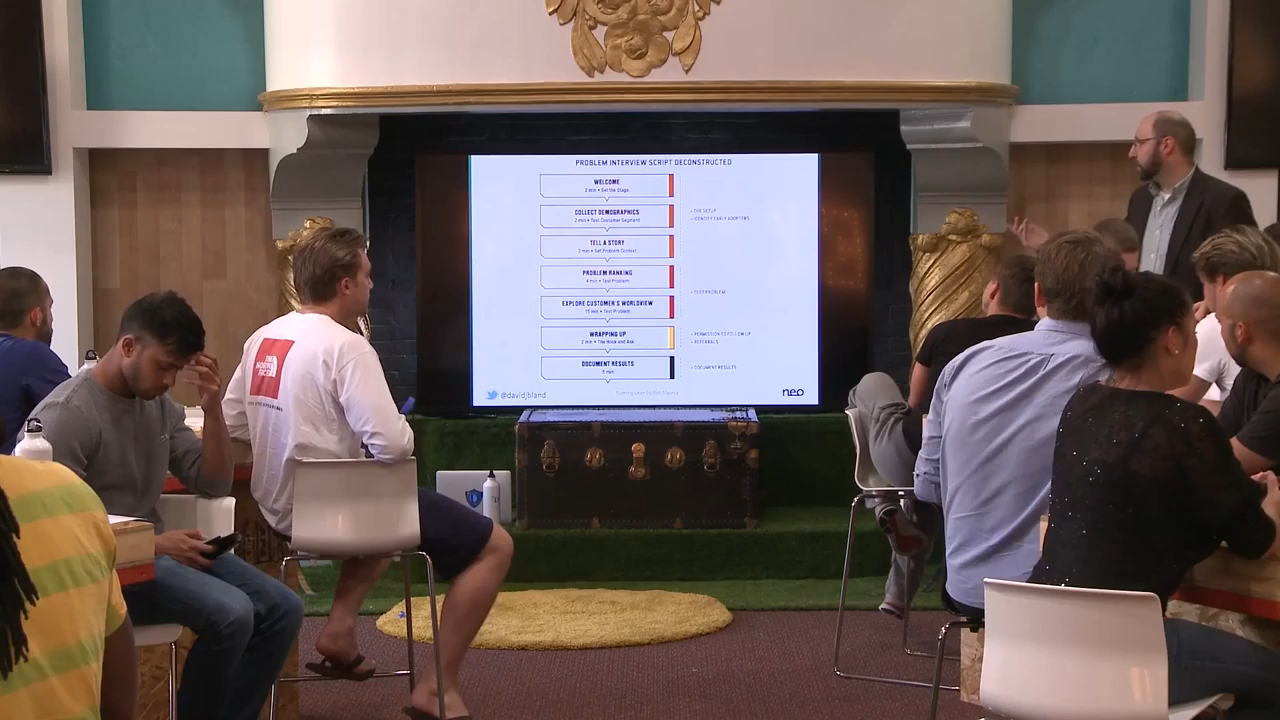 PROBLEM INTERVIEW SCRIPT DECONSTRUCTED
WELCOME
2 min • Set the Stage
COLLECT DEMOGRAPHICS
2 min • Test Customer Segment
• THE SETUP
• IDENTIFY EARLY ADOPTERS
TELL A STORY
2 min • Set Problem Context
PROBLEM RANKING
4 min • Test Problem
• TEST PROBLEM
EXPLORE CUSTOMER'S WORLDVIEW
15 min • Test Problem
WRAPPING UP
2 min • The Hook and Ask
• PERMISSION TO FOLLOW UP
• REFERRALS
DOCUMENT RESULTS
5 min
• DOCUMENT RESULTS
@davidjbland
neo
THE
NORTH
FACE